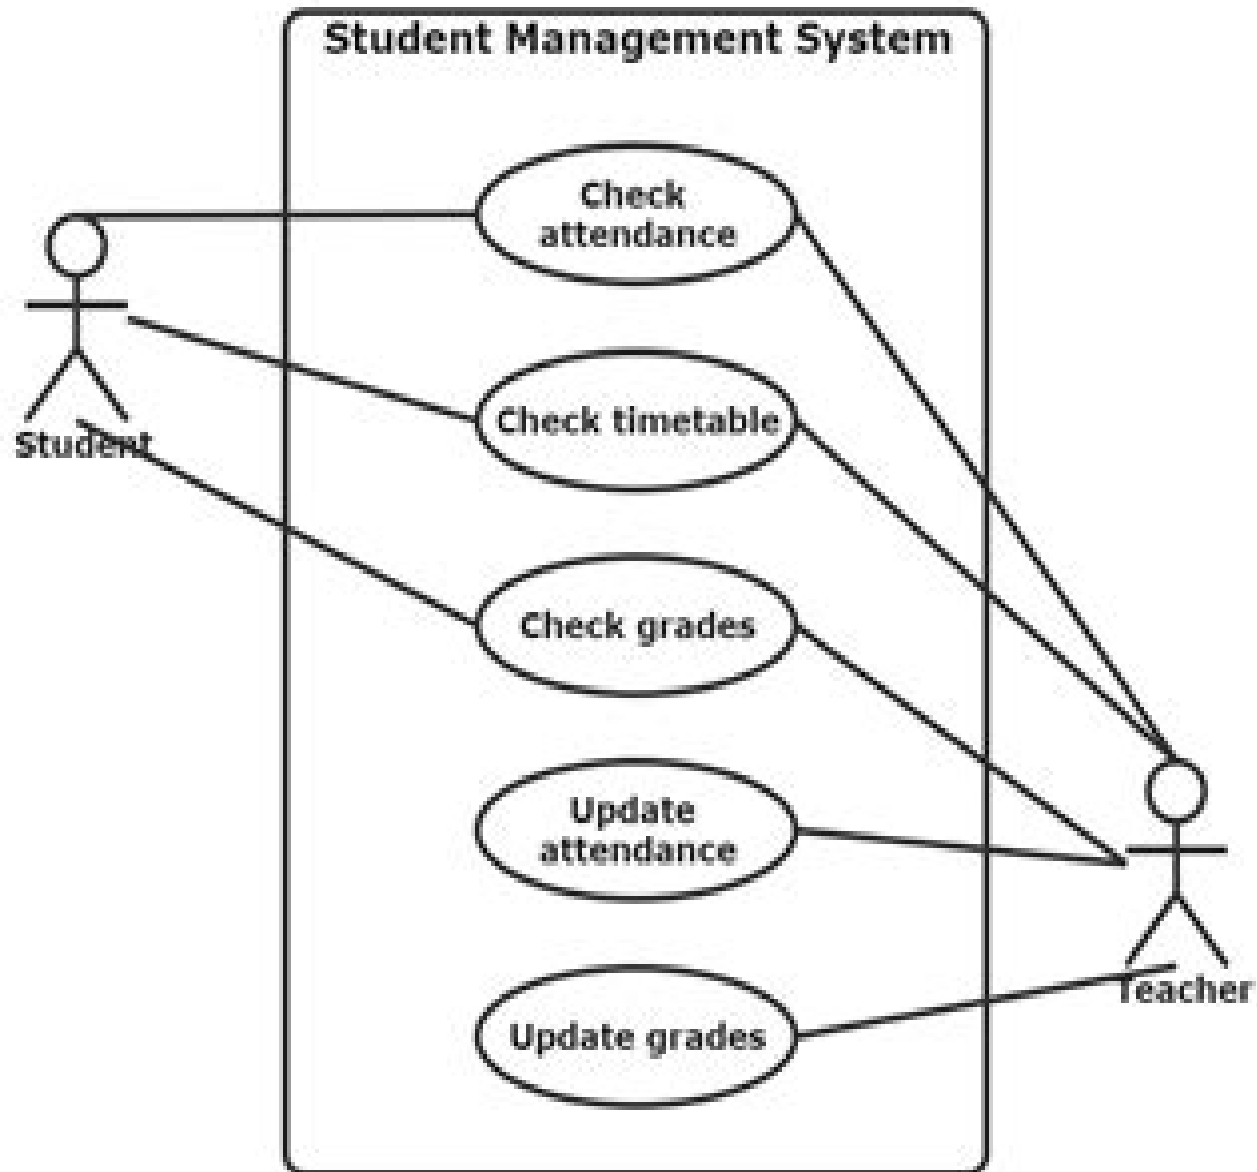 Student Management System
Check
attendance
Student
Check timetable
Check grades
Update
attendance
Teacher
Update grades